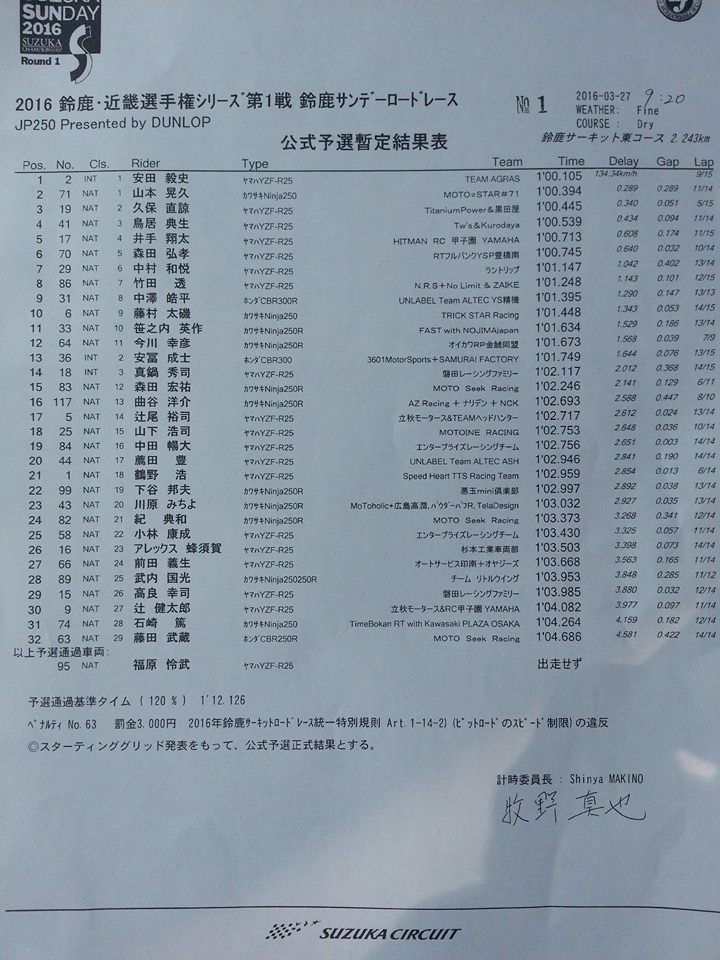 SUNDAY
2016
SUZUKA
Round 1
2016 鈴鹿・近畿選手権シリーズ第1戦 鈴鹿サンデーロードレース
JP250 Presented by DUNLOP
公式予選暫定結果表
No 1
2016-03-27 9:20
WEATHER: Fine
COURSE : Dry
鈴鹿サーキット東コース 2.243km
Pos. No. Cls. Rider Type Team Time Delay Gap Lap
1 2 INT 1 安田 毅史 ヤマハYZF-R25 TEAM AGRAS 1'00.105 134.34km/h 9/15
2 71 NAT 1 山本 晃久 カワサキNinja250 MOTO☆STAR#71 1'00.394 0.289 0.289 11/14
3 19 NAT 2 久保 直諒 ヤマハYZF-R25 TitaniumPower&黒田屋 1'00.445 0.340 0.051 5/15
4 41 NAT 3 鳥居 典生 ヤマハYZF-R25 Tw's&Kurodaya 1'00.539 0.434 0.094 11/14
5 17 NAT 4 井手 翔太 ヤマハYZF-R25 HITMAN RC 甲子園 YAMAHA 1'00.713 0.608 0.174 11/15
6 70 NAT 5 森田 弘孝 ヤマハYZF-R25 RTフルバンクYSP豊橋南 1'00.745 0.640 0.032 10/14
7 29 NAT 6 中村 和悦 ヤマハYZF-R25 ラントリップ 1'01.147 1.042 0.402 13/14
8 86 NAT 7 竹田 透 ヤマハYZF-R25 N.R.S+No Limit & ZAIKE 1'01.248 1.143 0.101 12/15
9 31 NAT 8 中澤 皓平 ホンダCBR300R UNLABEL Team ALTEC YS精機 1'01.395 1.290 0.147 13/13
10 6 NAT 9 藤村 太磯 ヤマハYZF-R25 TRICK STAR Racing 1'01.448 1.343 0.053 14/15
11 33 NAT 10 笹之内 英作 カワサキNinja250R FAST with NOJIMAjapan 1'01.634 1.529 0.186 13/14
12 64 NAT 11 今川 幸彦 カワサキNinja250R オイカワRP金城同盟 1'01.673 1.568 0.039 7/9
13 36 INT 2 安冨 成士 ホンダCBR300 3601MotorSports+SAMURAI FACTORY 1'01.749 1.644 0.076 13/15
14 18 INT 3 真鍋 秀司 ヤマハYZF-R25 磐田レーシングファミリー 1'02.117 2.012 0.368 14/15
15 83 NAT 12 森田 宏祐 カワサキNinja250R MOTO Seek Racing 1'02.246 2.141 0.129 6/11
16 117 NAT 13 曲谷 洋介 カワサキNinja250R AZ Racing + ナリデン + NCK 1'02.693 2.588 0.447 8/10
17 5 NAT 14 辻尾 裕司 ヤマハYZF-R25 立秋モータース&TEAMヘッドハンター 1'02.717 2.612 0.024 13/14
18 25 NAT 15 山下 浩司 ヤマハYZF-R25 MOTO|NE RACING 1'02.753 2.648 0.036 10/14
19 84 NAT 16 中田 暢大 ヤマハYZF-R25 エンタープライズレーシングチーム 1'02.756 2.651 0.003 14/14
20 44 NAT 17 薦田 豊 ヤマハYZF-R25 UNLABEL Team ALTEC ASH 1'02.946 2.841 0.190 14/14
21 1 NAT 18 鶴野 浩 ヤマハYZF-R25 Speed Heart TTS Racing Team 1'02.959 2.854 0.013 6/14
22 99 NAT 19 下谷 邦夫 カワサキNinja250R 悪玉mini倶楽部 1'02.997 2.892 0.038 13/14
23 43 NAT 20 川原 みちよ カワサキNinja250R MoToholic+広島高潤,パウダーパフR,TelaDesign 1'03.032 2.927 0.035 13/14
24 82 NAT 21 紀 典和 カワサキNinja250R MOTO Seek Racing 1'03.373 3.268 0.341 12/14
25 58 NAT 22 小林 康成 ヤマハYZF-R25 エンタープライズレーシングチーム 1'03.430 3.325 0.057 11/14
26 16 NAT 23 アレックス 蜂須賀 ヤマハYZF-R25 杉本工業車両部 1'03.503 3.398 0.073 14/14
27 66 NAT 24 前田 義生 ヤマハYZF-R25 オートサービス印南+オヤジーズ 1'03.668 3.563 0.165 11/14
28 89 NAT 25 武内 国光 カワサキNinja250250R チーム リトルウイング 1'03.953 3.848 0.285 11/12
29 15 NAT 26 高良 幸司 ヤマハYZF-R25 磐田レーシングファミリー 1'03.985 3.880 0.032 12/14
30 9 NAT 27 辻 健太郎 ヤマハYZF-R25 立秋モータース&RC甲子園 YAMAHA 1'04.082 3.977 0.097 11/14
31 74 NAT 28 石崎 篤 カワサキNinja250 TimeBokan RT with Kawasaki PLAZA OSAKA 1'04.264 4.159 0.182 12/14
32 63 NAT 29 藤田 武蔵 ホンダCBR250R MOTO Seek Racing 1'04.686 4.581 0.422 14/14
以上予選通過車両:
95 NAT 福原 怜武 ヤマハYZF-R25 出走せず
予選通過基準タイム ( 120 % ) 1'12.126
ペナルティ No.63 罰金3,000円 2016年鈴鹿サーキットロードレース統一特別規則 Art. 1-14-2) (ピットロードのスピード制限) の違反
◎スターティンググリッド発表をもって、公式予選正式結果とする。
計時委員長 : Shinya MAKINO
牧野 真也
SUZUKA CIRCUIT